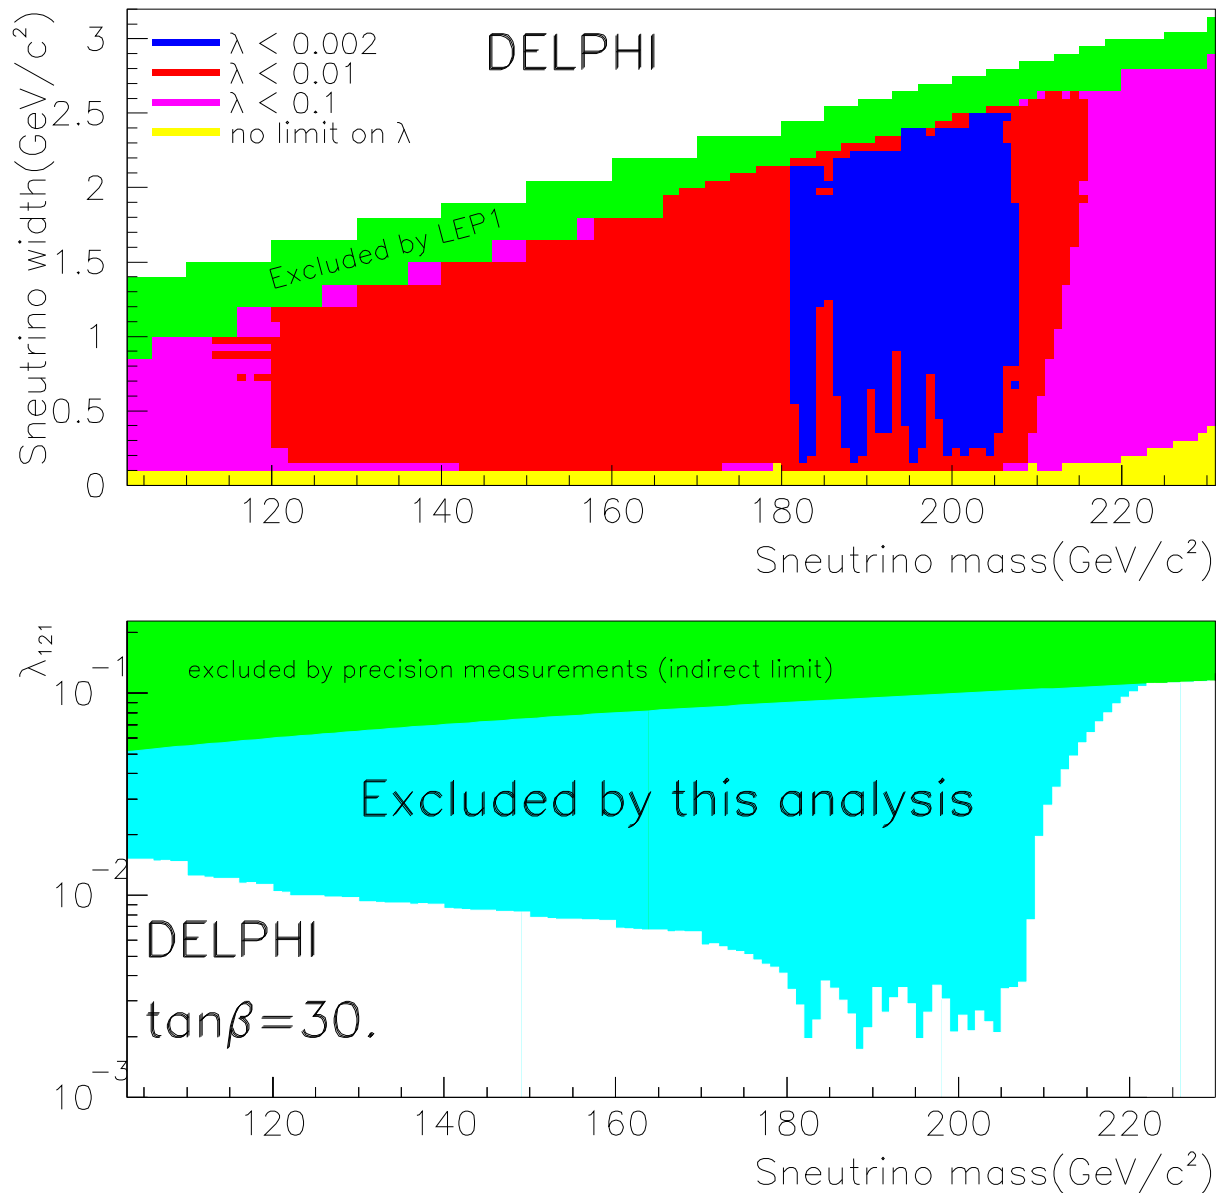 DELPHI
λ < 0.002
λ < 0.01
λ < 0.1
no limit on λ
Excluded by LEP1
Sneutrino width(GeV/c²)
3
2.5
2
1.5
1
0.5
0
120 140 160 180 200 220
Sneutrino mass(GeV/c²)
λ₁₂₁
excluded by precision measurements (indirect limit)
Excluded by this analysis
DELPHI
tanβ=30.
10⁻¹
10⁻²
10⁻³
120 140 160 180 200 220
Sneutrino mass(GeV/c²)